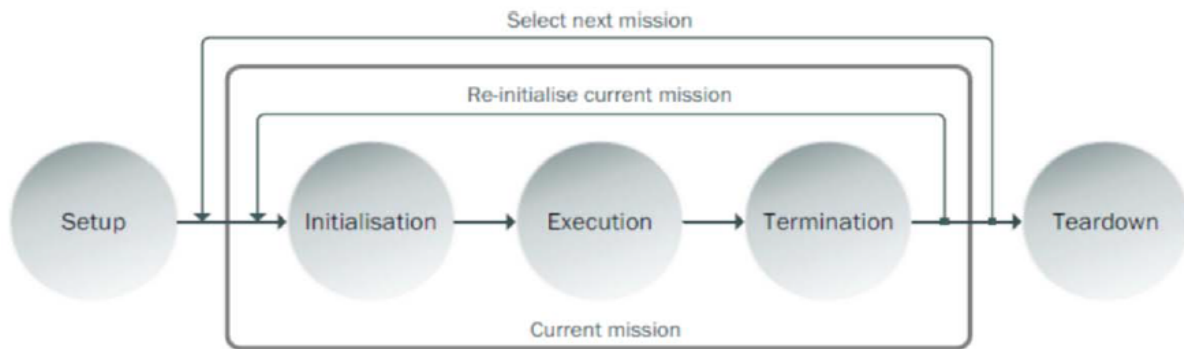 Select next mission
Re-initialise current mission
Setup
Initialisation
Execution
Termination
Teardown
Current mission